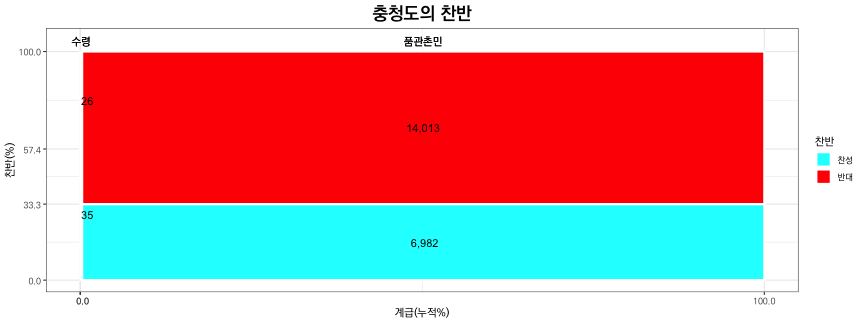 충청도의 찬반
수령
품관촌민
100.0
57.4
33.3
0.0
찬반(%)
26
14,013
35
6,982
0.0
100.0
계급(누적%)
찬반
찬성
반대